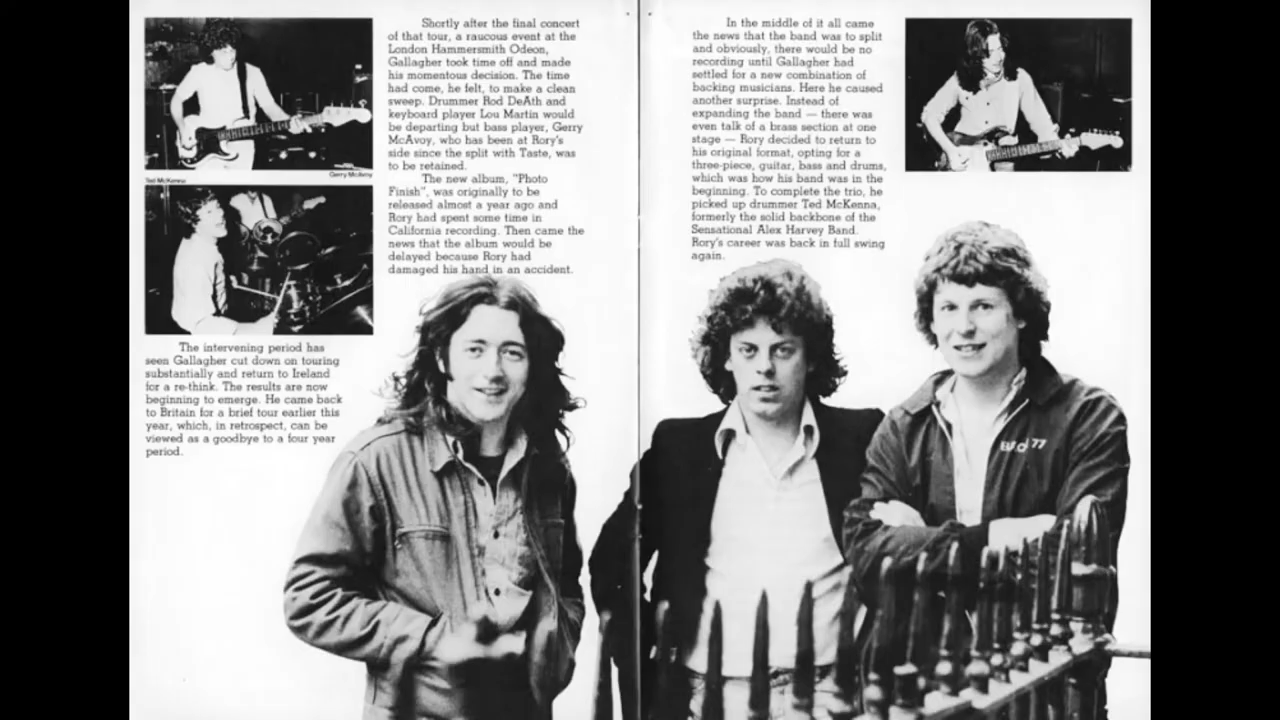 Gerry McAvoy
Ted McKenna
The intervening period has
seen Gallagher cut down on touring
substantially and return to Ireland
for a re-think. The results are now
beginning to emerge. He came back
to Britain for a brief tour earlier this
year, which, in retrospect, can be
viewed as a goodbye to a four year
period.
Shortly after the final concert
of that tour, a raucous event at the
London Hammersmith Odeon,
Gallagher took time off and made
his momentous decision. The time
had come, he felt, to make a clean
sweep. Drummer Rod DeAth and
keyboard player Lou Martin would
be departing but bass player, Gerry
McAvoy, who has been at Rory's
side since the split with Taste, was
to be retained.
The new album, "Photo
Finish", was originally to be
released almost a year ago and
Rory had spent some time in
California recording. Then came the
news that the album would be
delayed because Rory had
damaged his hand in an accident.
In the middle of it all came
the news that the band was to split
and obviously, there would be no
recording until Gallagher had
settled for a new combination of
backing musicians. Here he caused
another surprise. Instead of
expanding the band — there was
even talk of a brass section at one
stage — Rory decided to return to
his original format, opting for a
three-piece, guitar, bass and drums,
which was how his band was in the
beginning. To complete the trio, he
picked up drummer Ted McKenna,
formerly the solid backbone of the
Sensational Alex Harvey Band.
Rory's career was back in full swing
again.
77